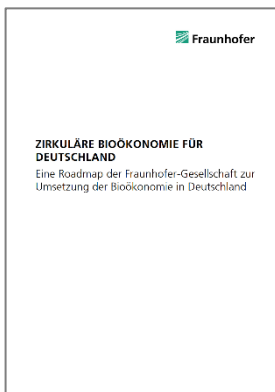 Fraunhofer
ZIRKULÄRE BIOÖKONOMIE FÜR
DEUTSCHLAND
Eine Roadmap der Fraunhofer-Gesellschaft zur
Umsetzung der Bioökonomie in Deutschland